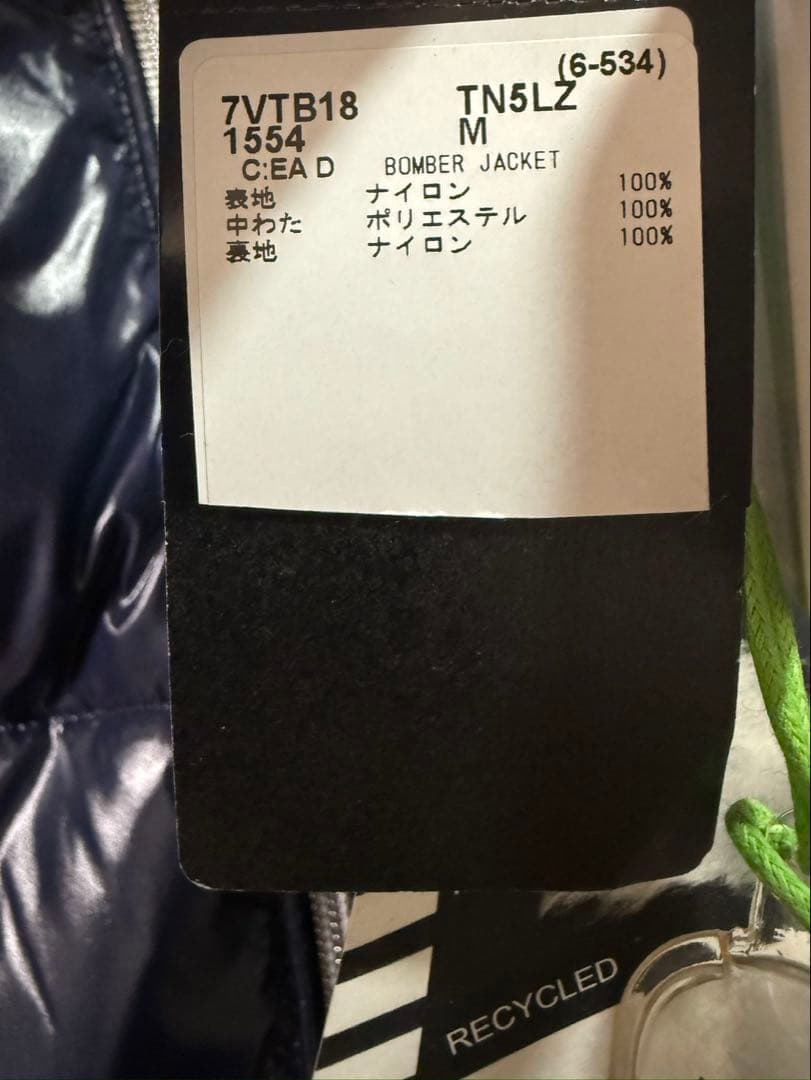 (6-534)
7VTB18 TN5LZ
1554 M
C:EA D BOMBER JACKET
表地 ナイロン 100%
中わた ポリエステル 100%
裏地 ナイロン 100%
RECYCLED